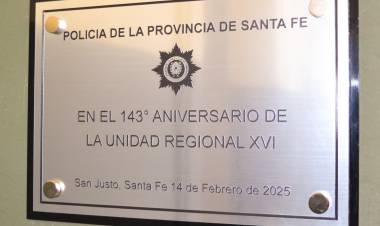 POLICIA DE LA PROVINCIA DE SANTA FE
EN EL 143° ANIVERSARIO DE
LA UNIDAD REGIONAL XVI
San Justo, Santa Fe 14 de Febrero de 2025